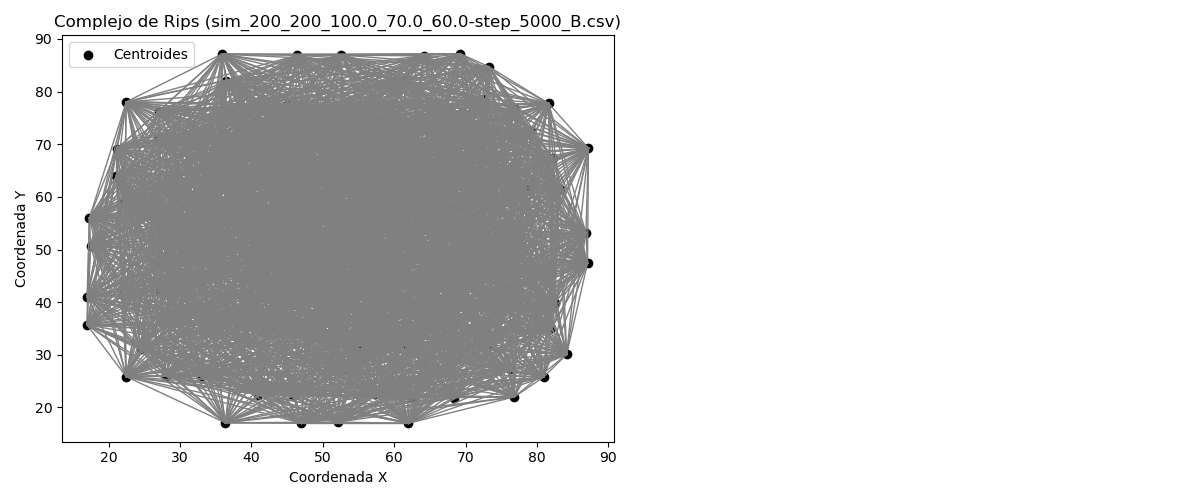 Complejo de Rips (sim_200_200_100.0_70.0_60.0-step_5000_B.csv)
Centroides
Coordenada Y
90
80
70
60
50
40
30
20
20 30 40 50 60 70 80 90
Coordenada X